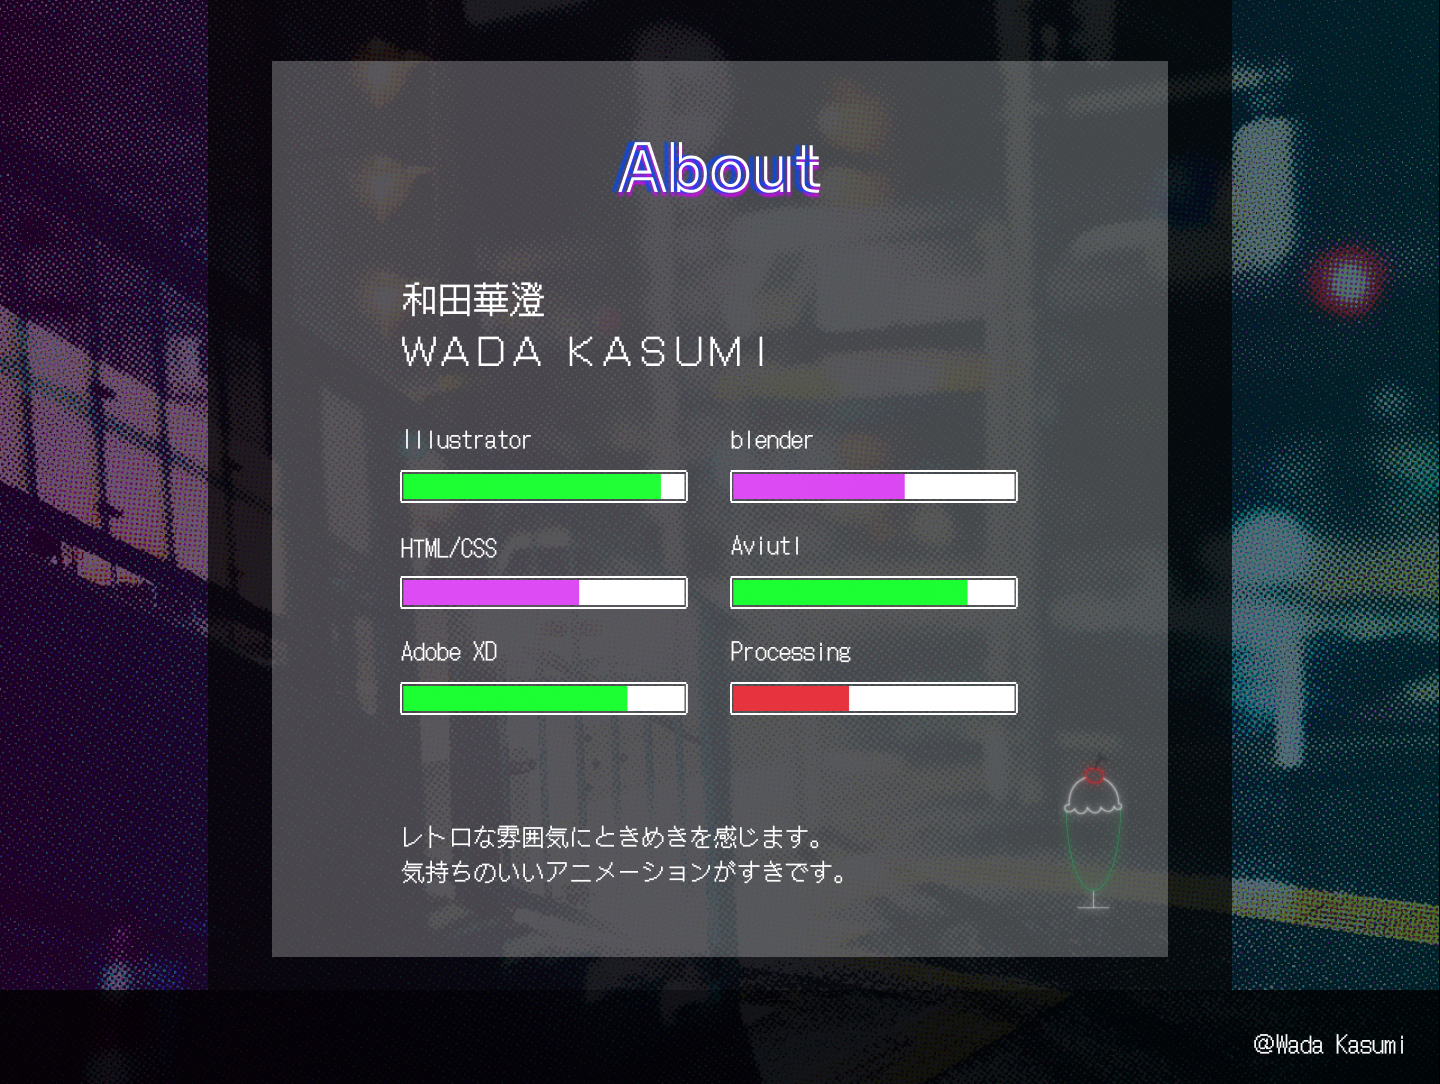 About
和田華澄
WADA KASUMI
Illustrator
blender
HTML/CSS
Aviutl
Adobe XD
Processing
レトロな雰囲気にときめきを感じます。
気持ちのいいアニメーションがすきです。
@Wada Kasumi